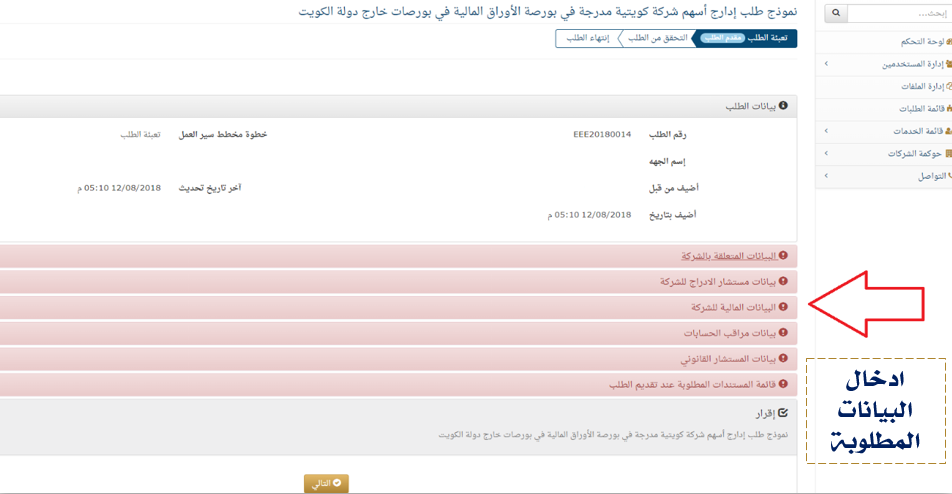 نموذج طلب إدارج أسهم شركة كويتية مدرجة في بورصة الأوراق المالية في بورصات خارج دولة الكويت
تعبئة الطلب مقدم الطلب
التحقق من الطلب
إنتهاء الطلب
إبحث...
لوحة التحكم
إدارة المستخدمين
إدارة الملفات
قائمة الطلبات
قائمة الخدمات
حوكمة الشركات
التواصل
بيانات الطلب
رقم الطلب EEE20180014 خطوة مخطط سير العمل تعبئة الطلب
إسم الجهه
أضيف من قبل آخر تاريخ تحديث 12/08/2018 05:10 م
أضيف بتاريخ 12/08/2018 05:10 م
البيانات المتعلقة بالشركة
بيانات مستشار الادراج للشركة
البيانات المالية للشركة
بيانات مراقب الحسابات
بيانات المستشار القانوني
قائمة المستندات المطلوبة عند تقديم الطلب
إقرار
نموذج طلب إدارج أسهم شركة كويتية مدرجة في بورصة الأوراق المالية في بورصات خارج دولة الكويت
التالي
ادخال
البيانات
المطلوبة